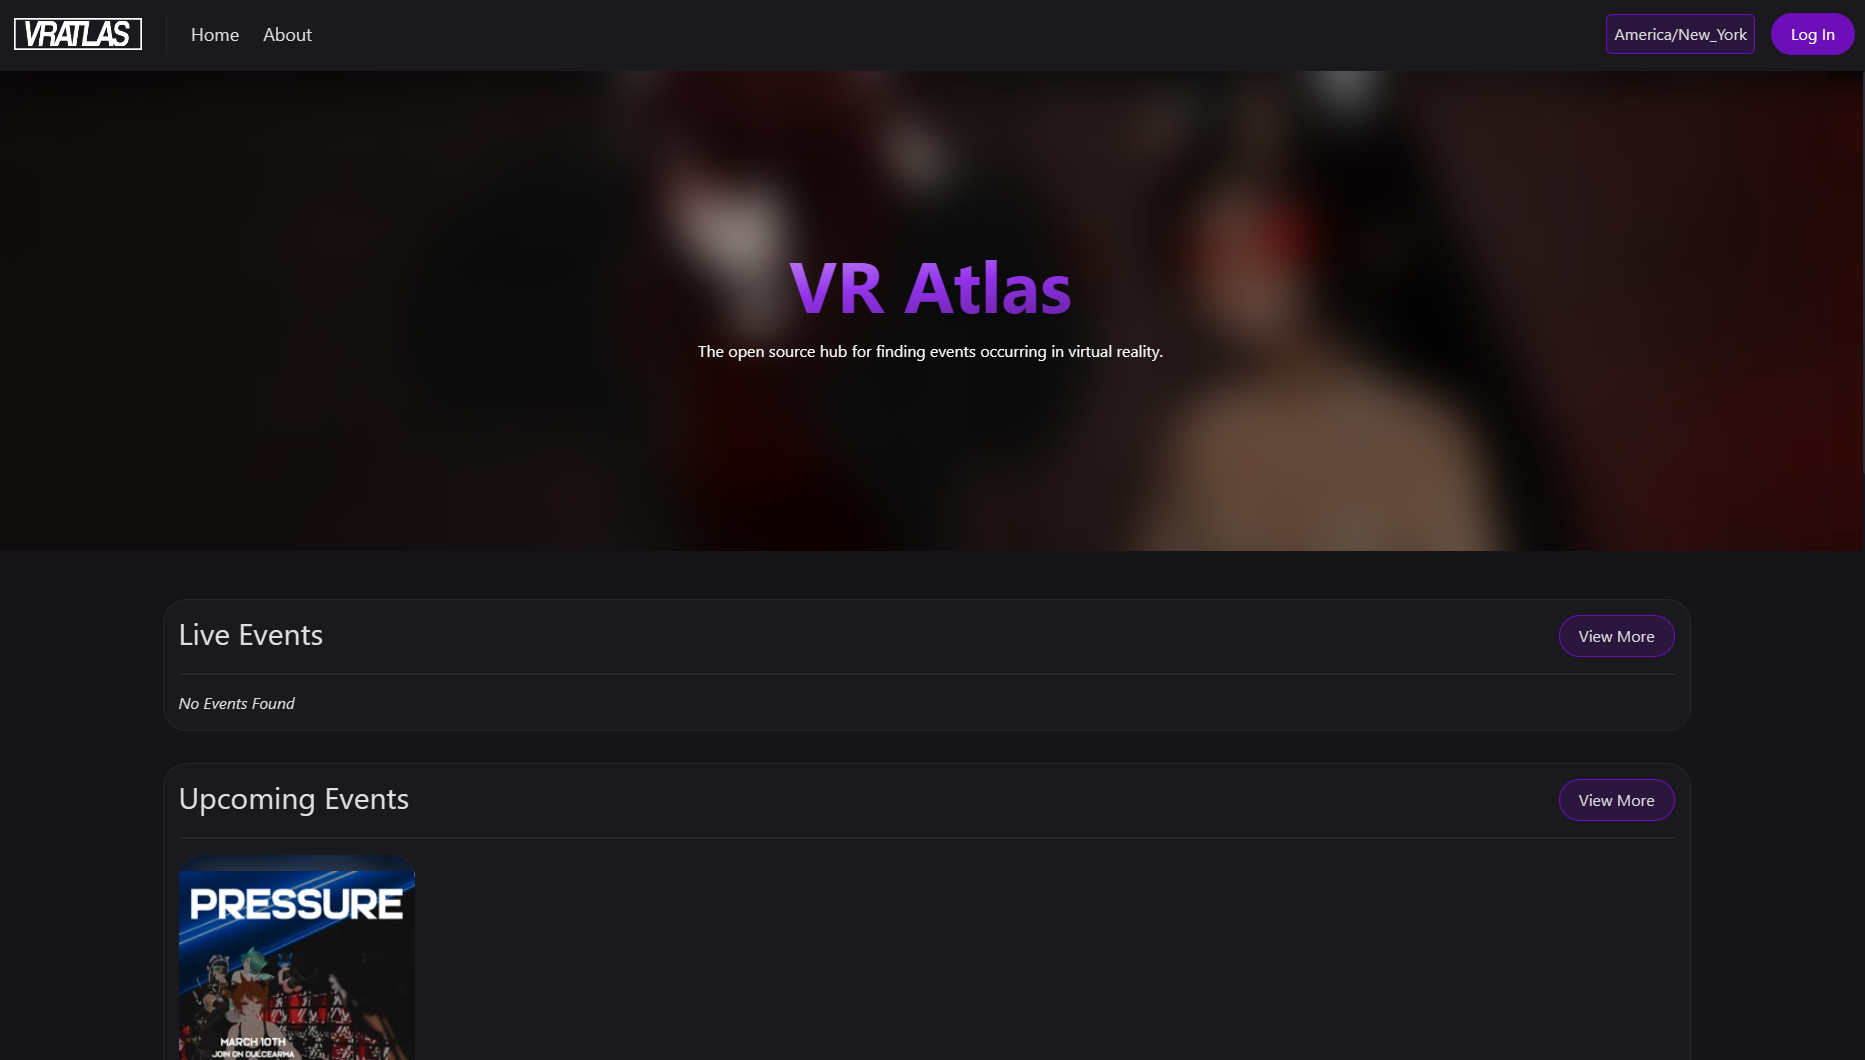 VRATLAS
Home
About
America/New_York
Log In
VR Atlas
The open source hub for finding events occurring in virtual reality.
Live Events
View More
No Events Found
Upcoming Events
View More
PRESSURE
MARCH 10TH
JOIN ON DULCEARMA